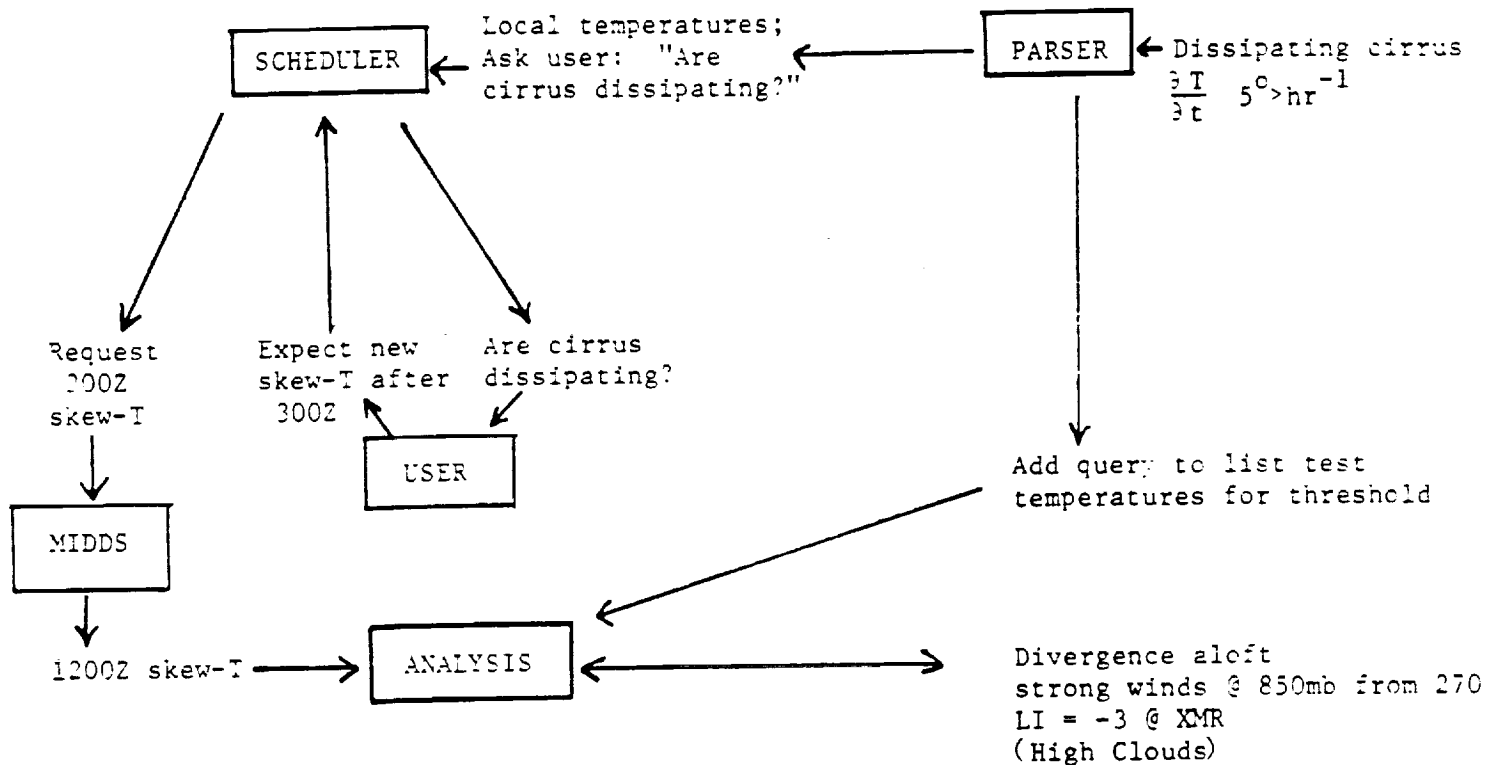 SCHEDULER
Local temperatures;
Ask user: "Are
cirrus dissipating?"
PARSER
Dissipating cirrus
∂T
∂t
5°>hr⁻¹
Request
200Z
skew-T
Expect new
skew-T after
300Z
Are cirrus
dissipating?
USER
MIDDS
1200Z skew-T
ANALYSIS
Add query to list test
temperatures for threshold
Divergence aloft
strong winds @ 850mb from 270
LI = -3 @ XMR
(High Clouds)